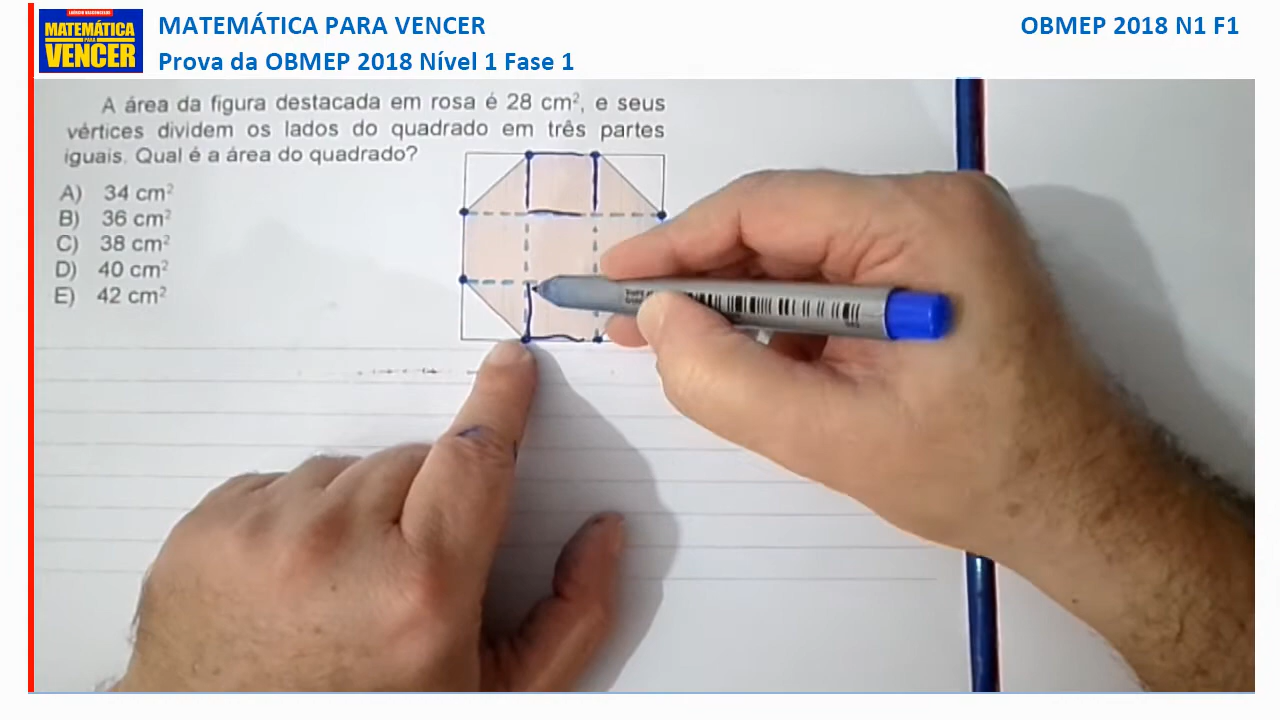 MATEMÁTICA
PARA
VENCER
MATEMÁTICA PARA VENCER
OBMEP 2018 N1 F1
Prova da OBMEP 2018 Nível 1 Fase 1
A área da figura destacada em rosa é 28 cm², e seus
vértices dividem os lados do quadrado em três partes
iguais. Qual é a área do quadrado?
A) 34 cm²
B) 36 cm²
C) 38 cm²
D) 40 cm²
E) 42 cm²